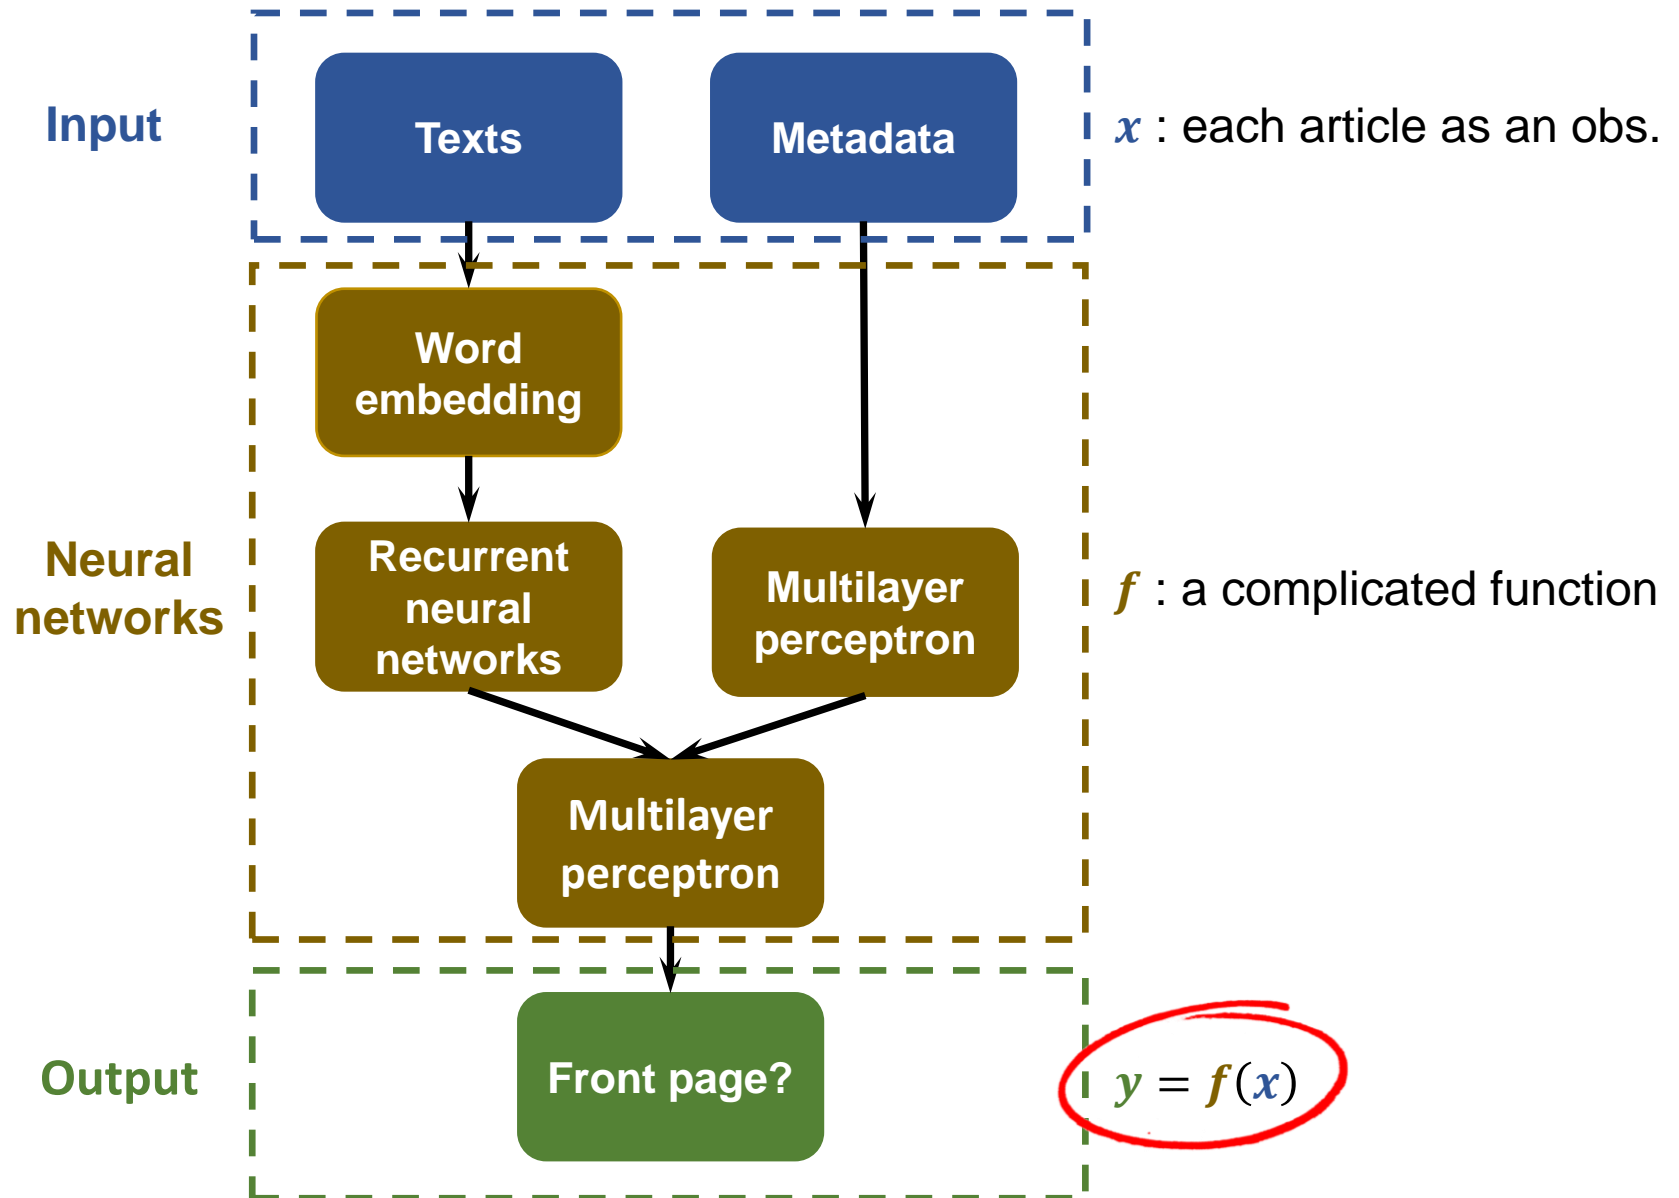 Input
Texts
Metadata
x : each article as an obs.
Word
embedding
Neural
networks
Recurrent
neural
networks
Multilayer
perceptron
f : a complicated function
Multilayer
perceptron
Output
Front page?
y = f(x)